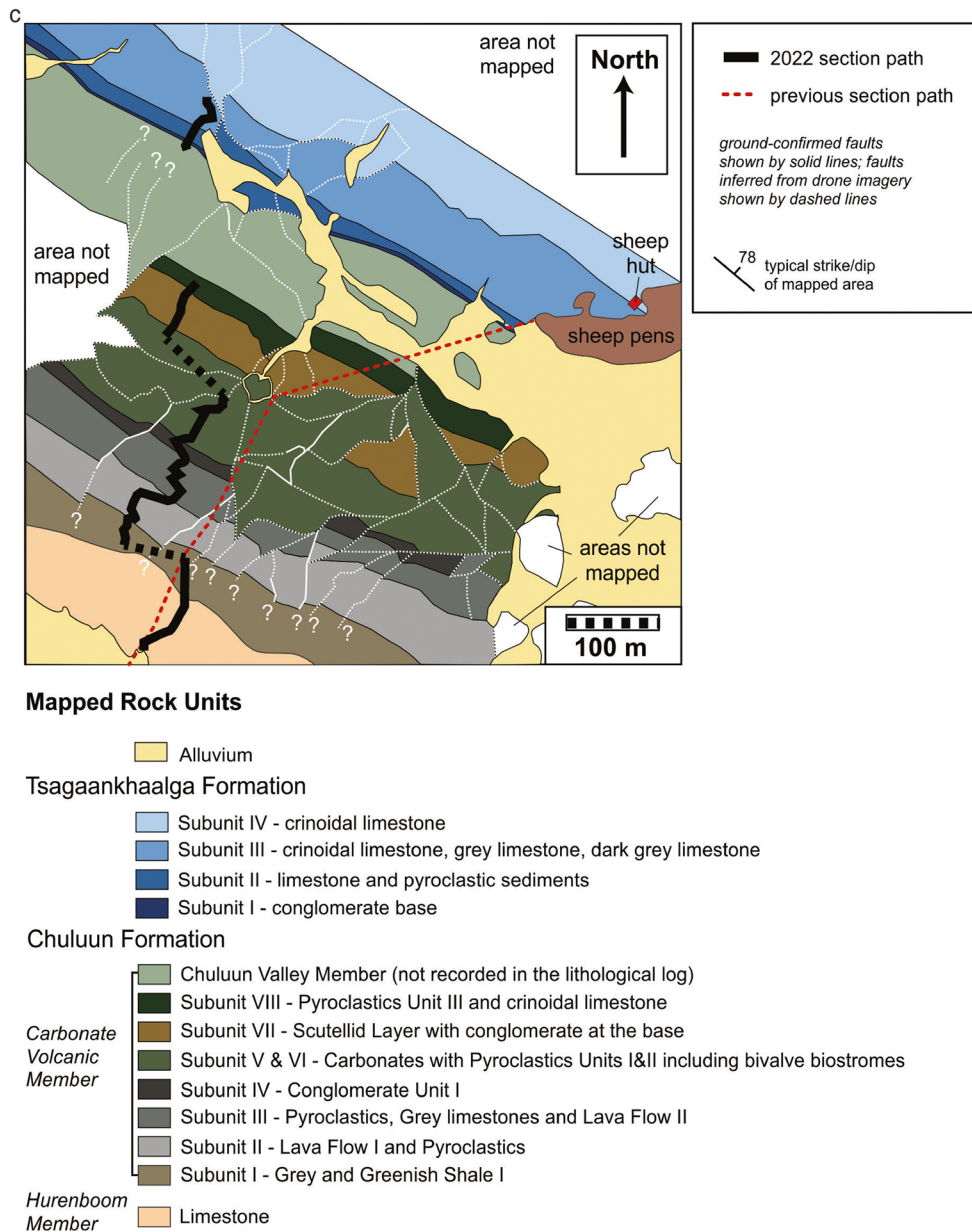 C
area not
mapped
North
2022 section path
previous section path
ground-confirmed faults
shown by solid lines; faults
inferred from drone imagery
shown by dashed lines
78
typical strike/dip
of mapped area
?
?
?
?
area not
mapped
sheep
hut
sheep pens
?
?
?
?
?
?
?
?
?
?
areas not
mapped
100 m
Mapped Rock Units
Alluvium
Tsagaankhaalga Formation
Subunit IV - crinoidal limestone
Subunit III - crinoidal limestone, grey limestone, dark grey limestone
Subunit II - limestone and pyroclastic sediments
Subunit I - conglomerate base
Chuluun Formation
Chuluun Valley Member (not recorded in the lithological log)
Subunit VIII - Pyroclastics Unit III and crinoidal limestone
Subunit VII - Scutellid Layer with conglomerate at the base
Carbonate
Volcanic
Member
Subunit V & VI - Carbonates with Pyroclastics Units I&II including bivalve biostromes
Subunit IV - Conglomerate Unit I
Subunit III - Pyroclastics, Grey limestones and Lava Flow II
Subunit II - Lava Flow I and Pyroclastics
Subunit I - Grey and Greenish Shale I
Hurenboom
Member
Limestone